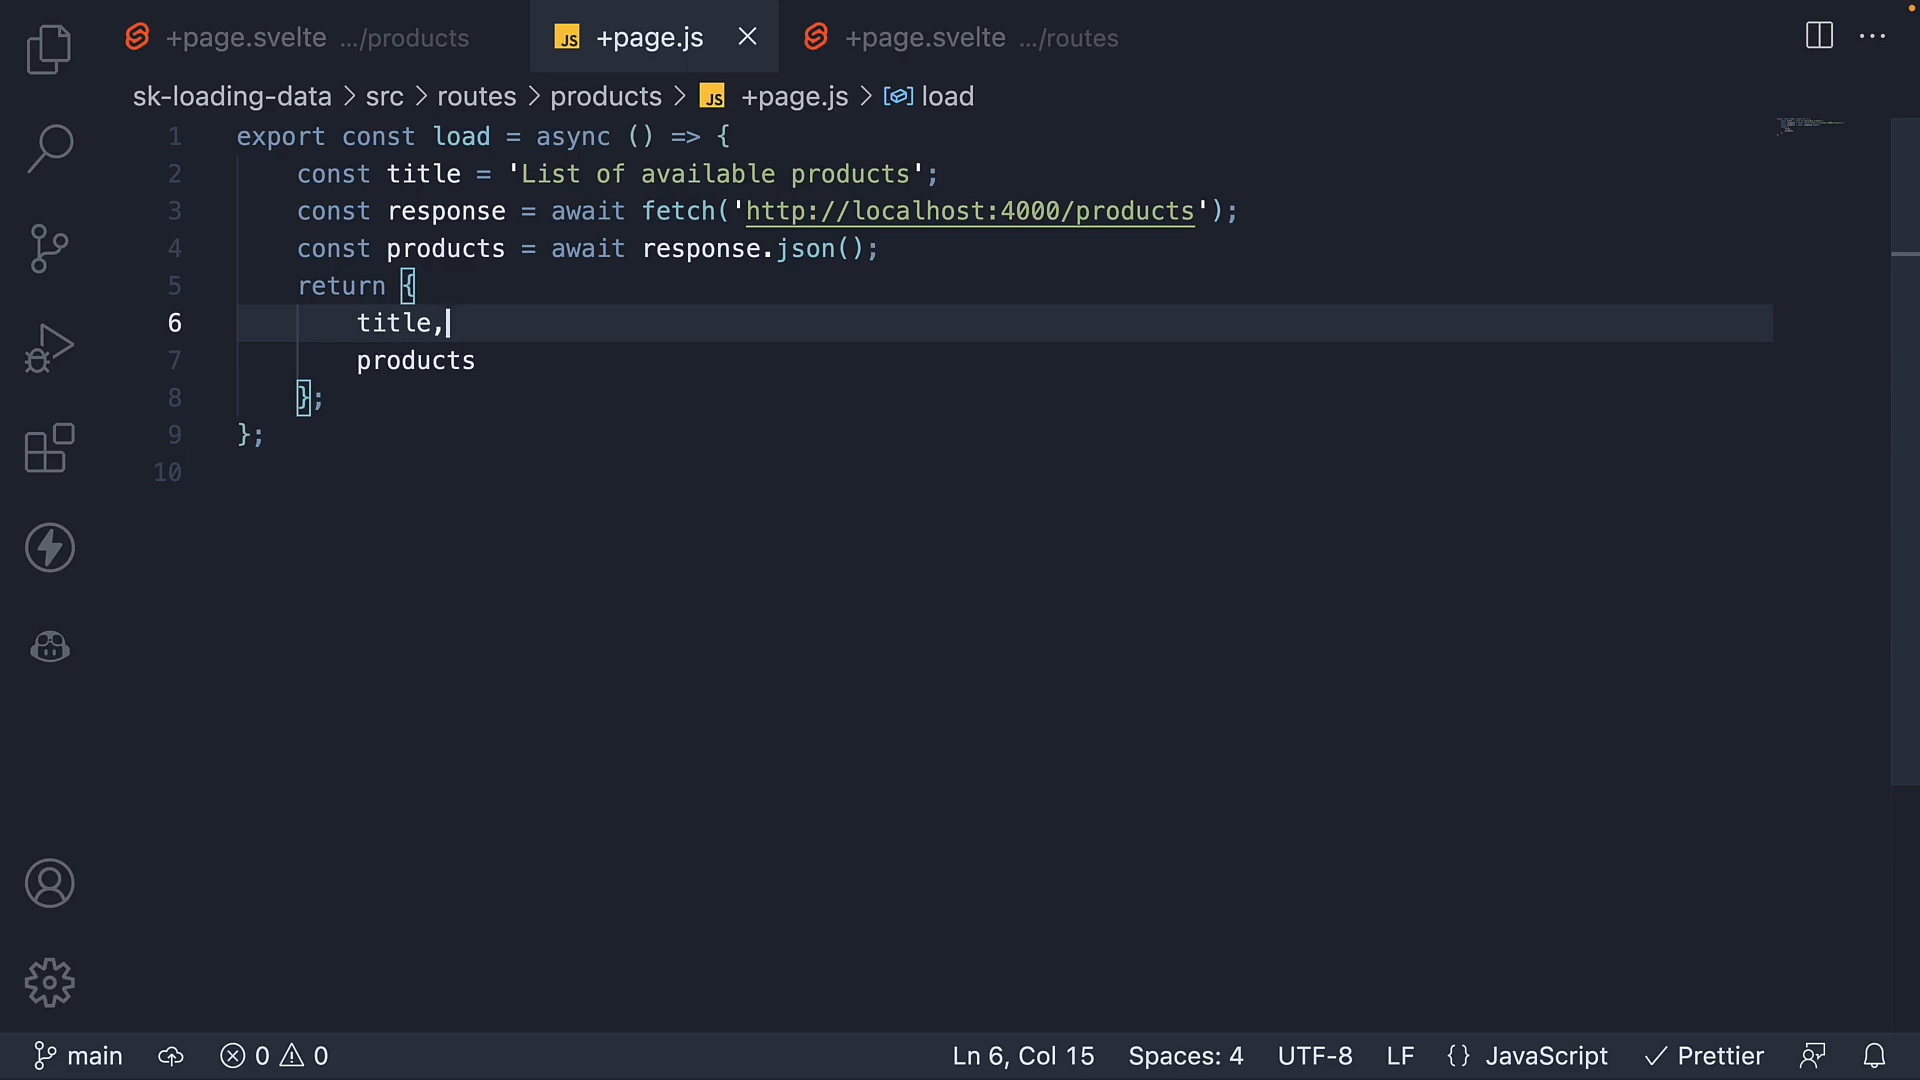 +page.svelte .../products
JS +page.js
+page.svelte .../routes
sk-loading-data > src > routes > products > JS +page.js > load
1 export const load = async () => {
2 const title = 'List of available products';
3 const response = await fetch('http://localhost:4000/products');
4 const products = await response.json();
5 return {
6 title,
7 products
8 };
9 };
10
main 0 0 Ln 6, Col 15 Spaces: 4 UTF-8 LF {} JavaScript Prettier